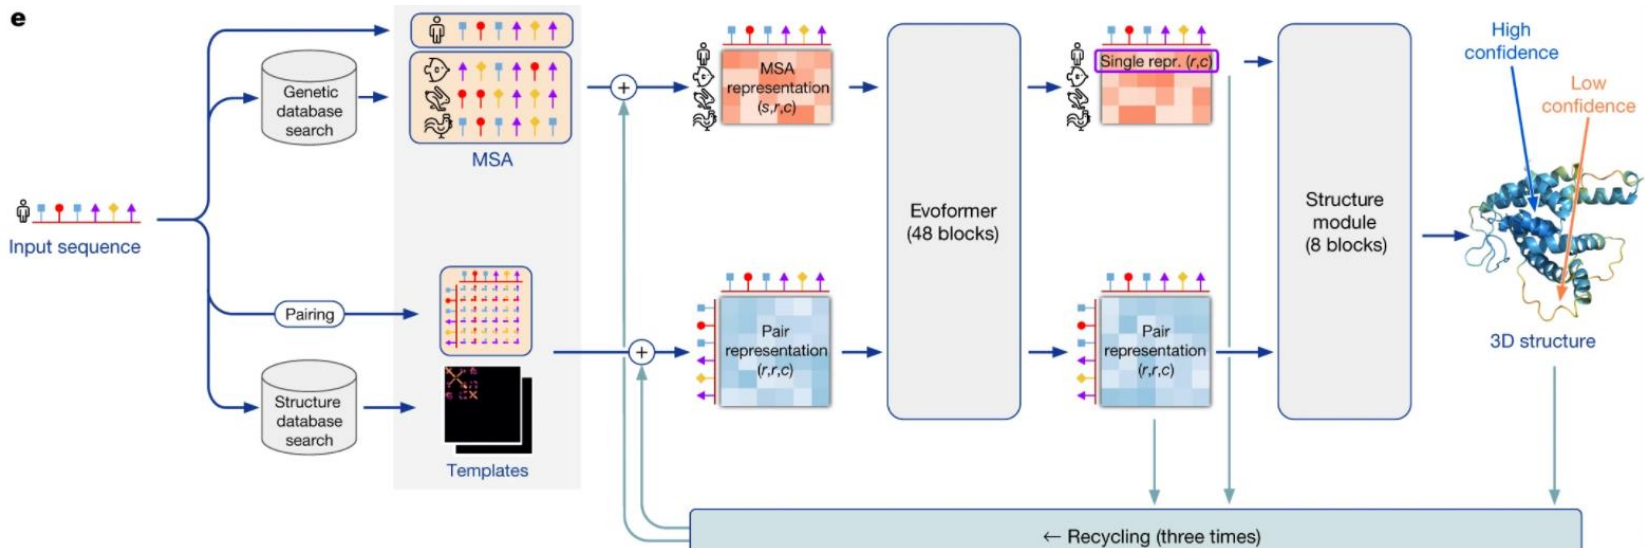 e
Input sequence
Genetic
database
search
MSA
Pairing
Structure
database
search
Templates
+
+
MSA
representation
(s,r,c)
Pair
representation
(r,r,c)
Evoformer
(48 blocks)
Single repr. (r,c)
Pair
representation
(r,r,c)
Structure
module
(8 blocks)
High
confidence
Low
confidence
3D structure
← Recycling (three times)